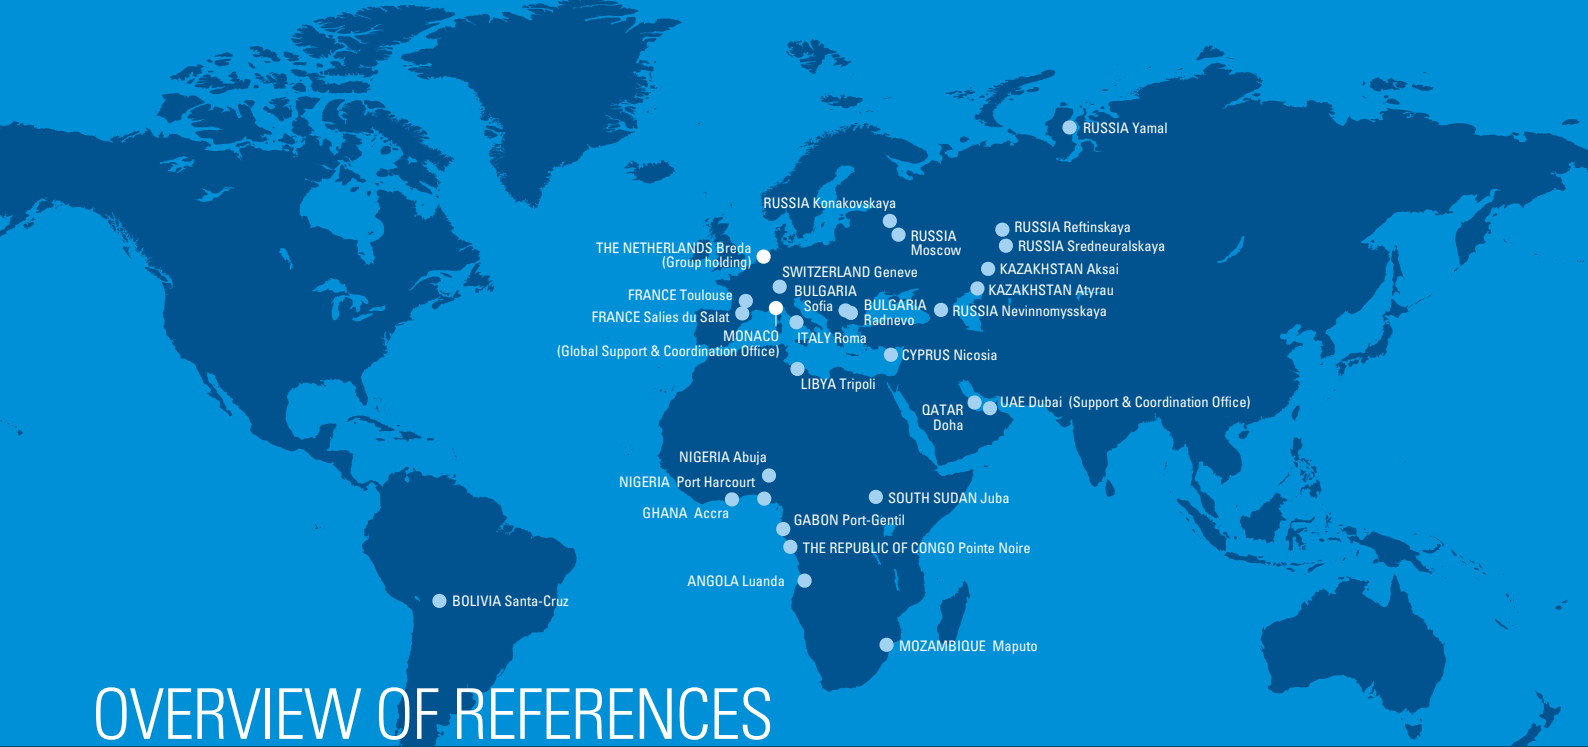 RUSSIA Yamal
RUSSIA Konakovskaya
RUSSIA Reftinskaya
RUSSIA
Moscow
RUSSIA Sredneuralskaya
THE NETHERLANDS Breda
(Group holding)
SWITZERLAND Geneve
KAZAKHSTAN Aksai
KAZAKHSTAN Atyrau
FRANCE Toulouse
BULGARIA
Sofia
BULGARIA
Radnevo
RUSSIA Nevinnomysskaya
FRANCE Salies du Salat
MONACO
(Global Support & Coordination Office)
ITALY Roma
CYPRUS Nicosia
LIBYA Tripoli
QATAR
Doha
UAE Dubai (Support & Coordination Office)
NIGERIA Abuja
NIGERIA Port Harcourt
GHANA Accra
SOUTH SUDAN Juba
GABON Port-Gentil
THE REPUBLIC OF CONGO Pointe Noire
ANGOLA Luanda
BOLIVIA Santa-Cruz
MOZAMBIQUE Maputo
OVERVIEW OF REFERENCES